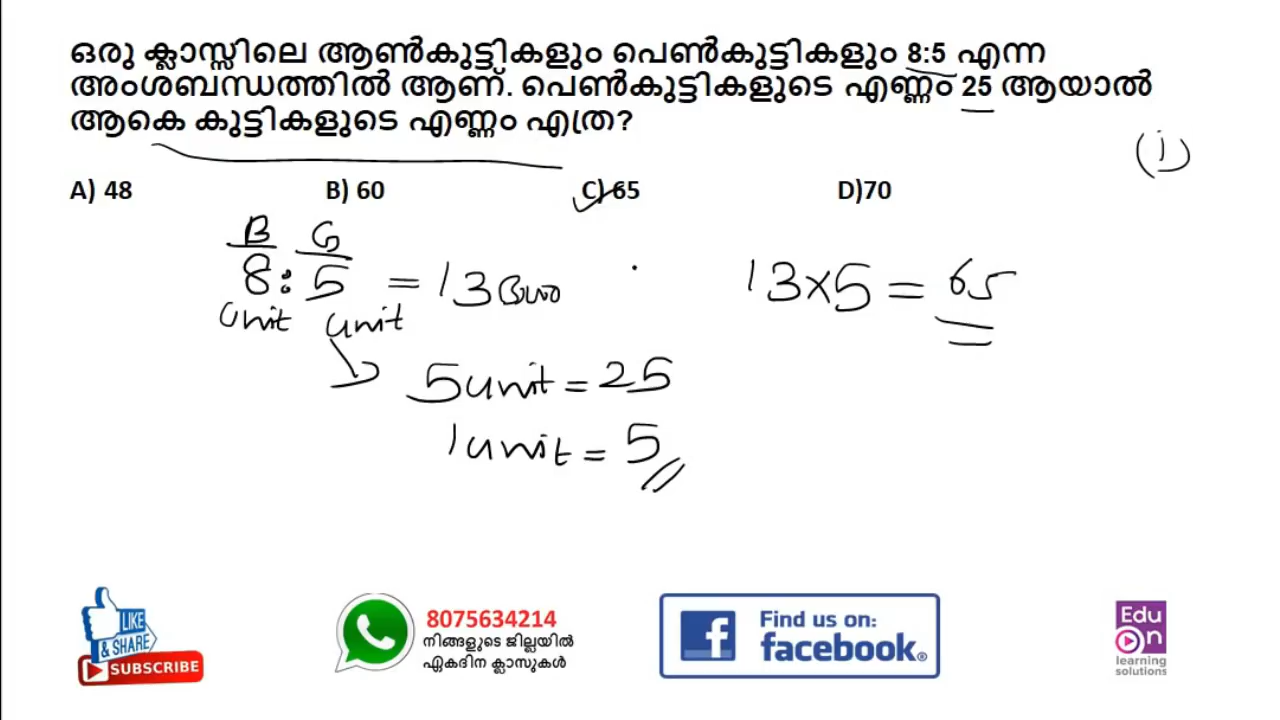 ഒരു ക്ലാസ്സിലെ ആൺകുട്ടികളും പെൺകുട്ടികളും 8:5 എന്ന
അംശബന്ധത്തിൽ ആണ്. പെൺകുട്ടികളുടെ എണ്ണം 25 ആയാൽ
ആകെ കുട്ടികളുടെ എണ്ണം എത്ര?
(i)
A) 48 B) 60 C) 65 D)70
B G
8 : 5 = 13
13×5 = 65
unit unit
5unit = 25
1unit = 5
LIKE
& SHARE
SUBSCRIBE
8075634214
നിങ്ങളുടെ ജില്ലയിൽ
ഏകദിന ക്ലാസുകൾ
f
Find us on:
facebook®
Edu
On
learning
solutions